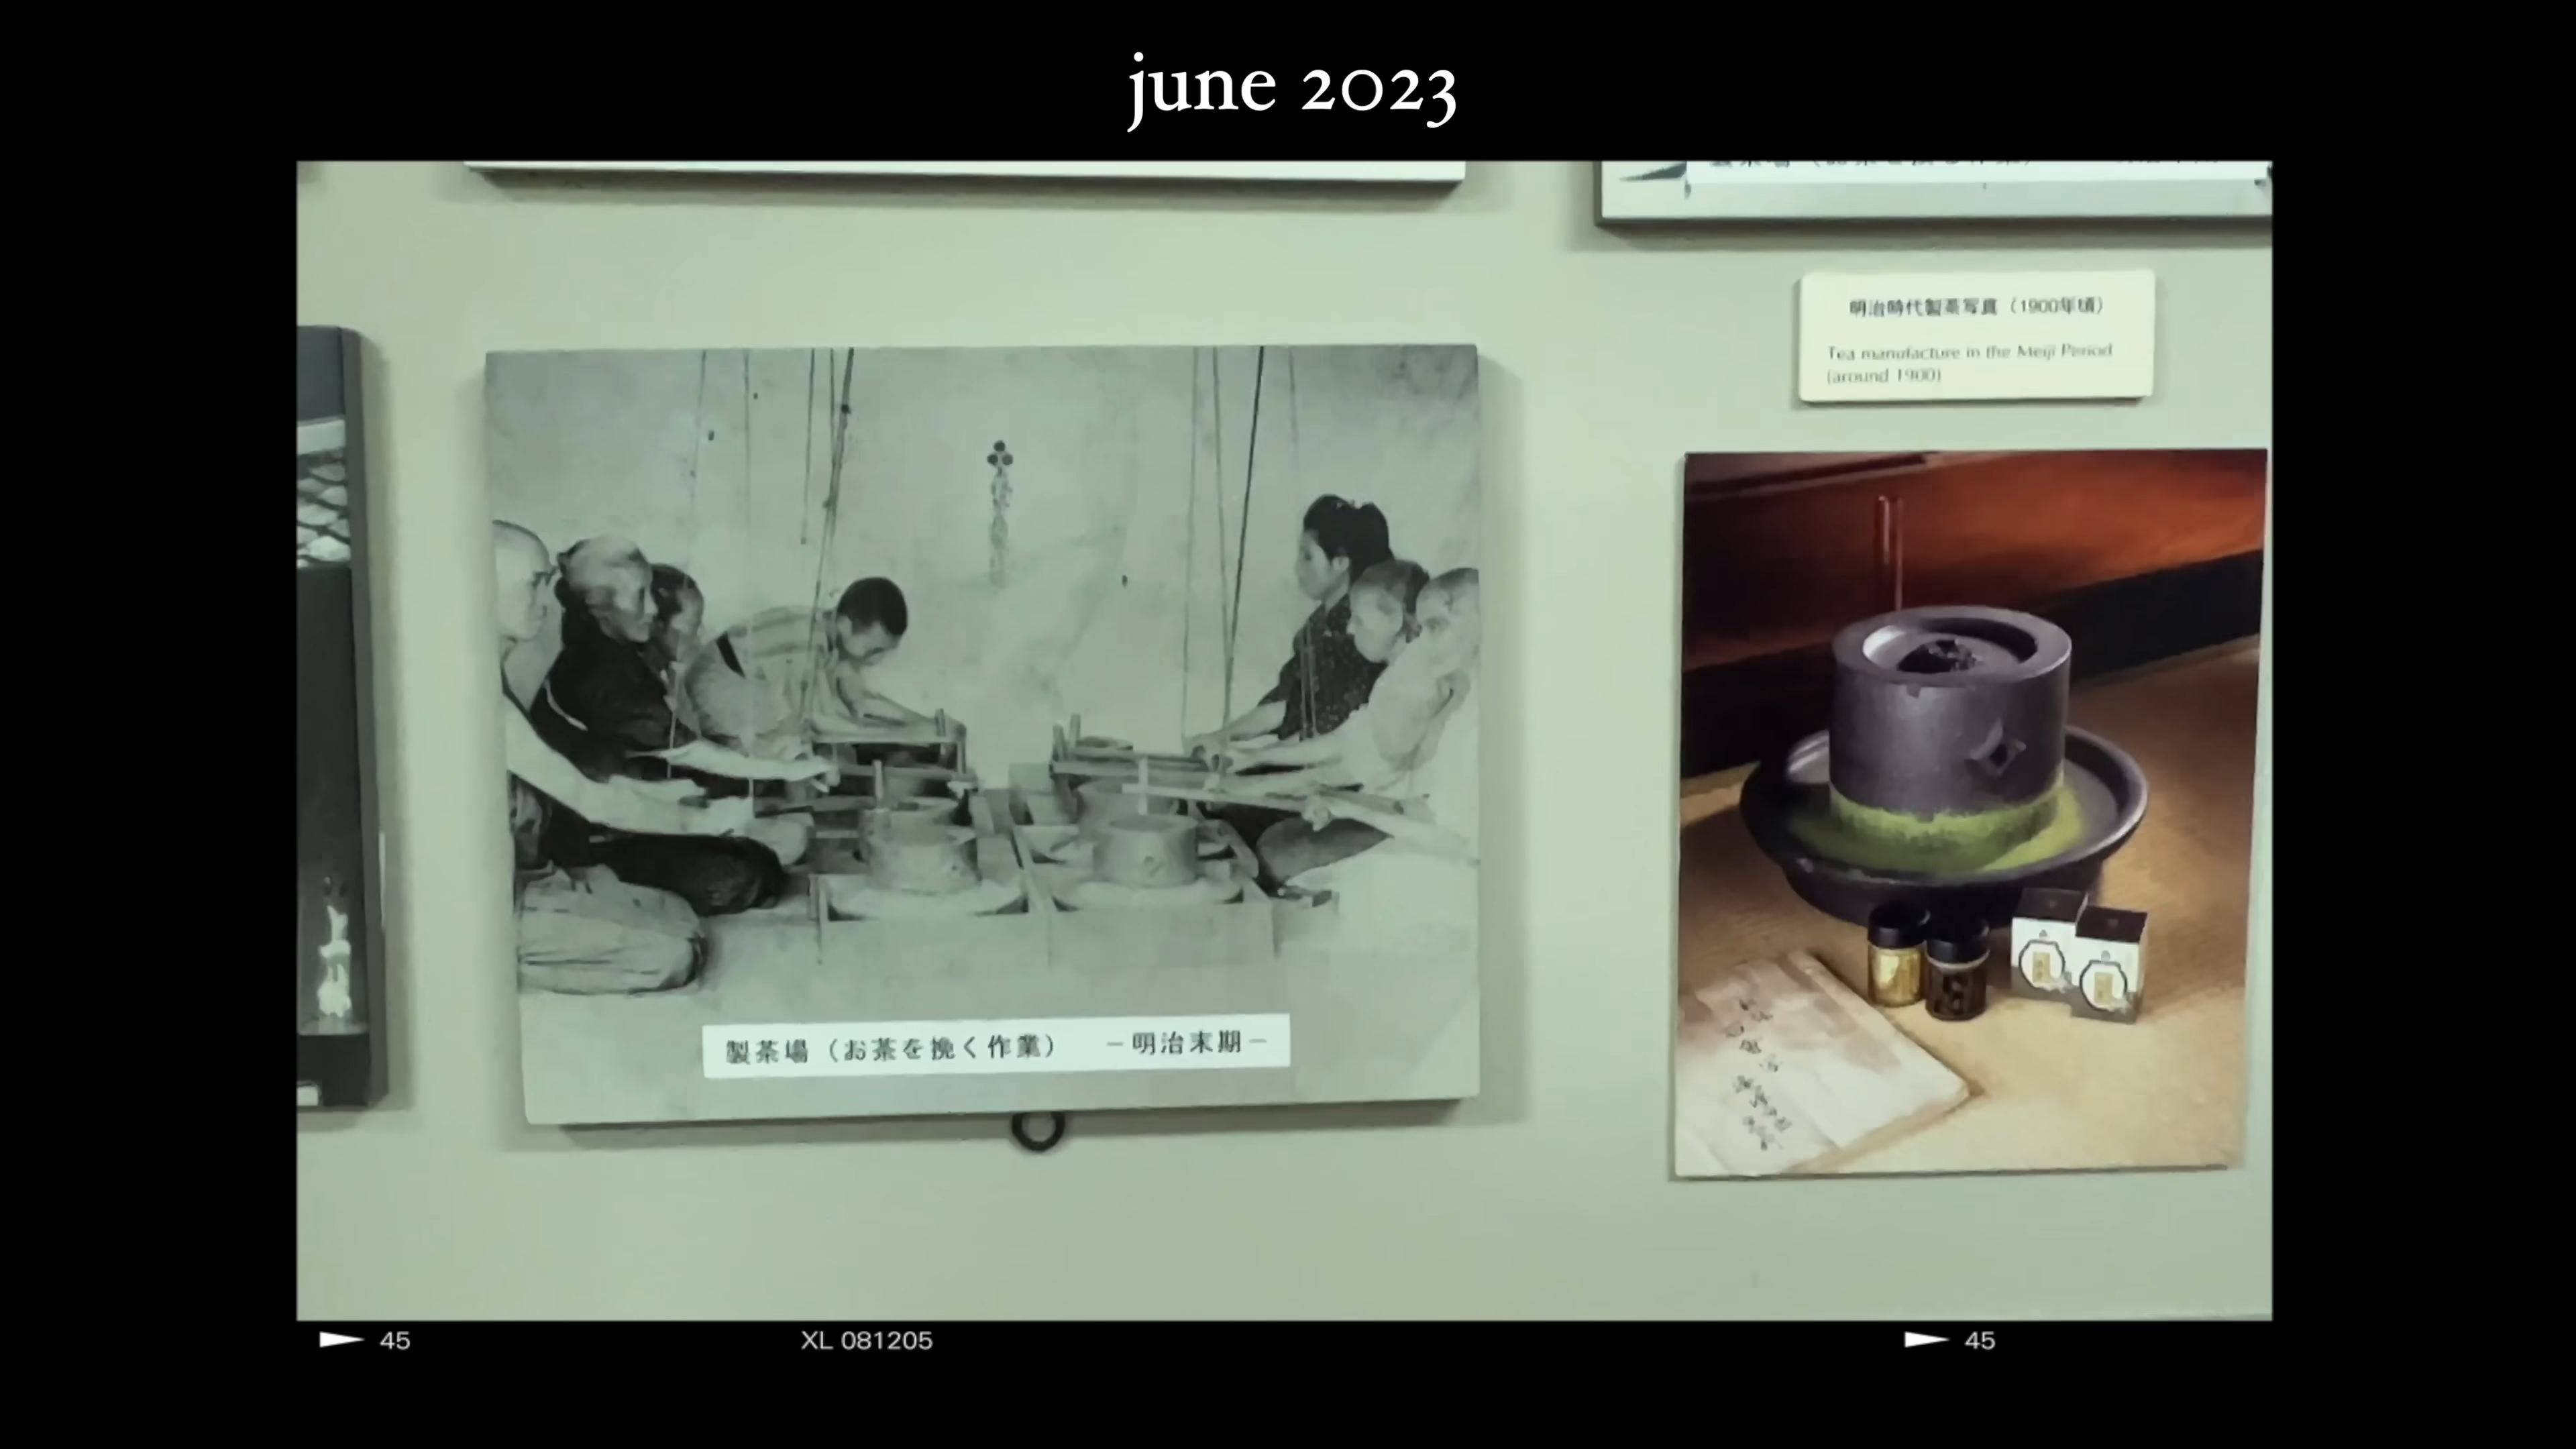 june 2023
明治時代製茶写真（1900年頃）
Tea manufacture in the Meiji Period
(around 1900)
製茶場（お茶を挽く作業）　－明治末期－
45
XL 081205
45